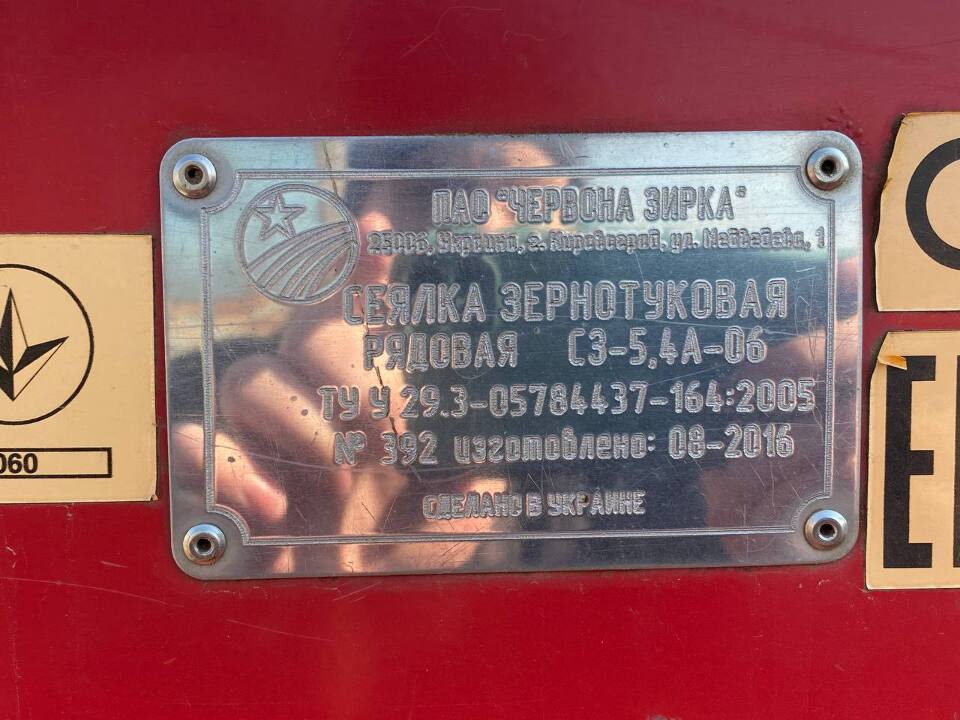 ПАО "ЧЕРВОНА ЗИРКА"
25006, Украина, г. Кировоград, ул. Медведева, 1
СЕЯЛКА ЗЕРНОТУКОВАЯ
РЯДОВАЯ СЗ-5,4А-06
ТУ У 29.3-05784437-164:2005
№ 392 изготовлено: 08-2016
СДЕЛАНО В УКРАИНЕ
060